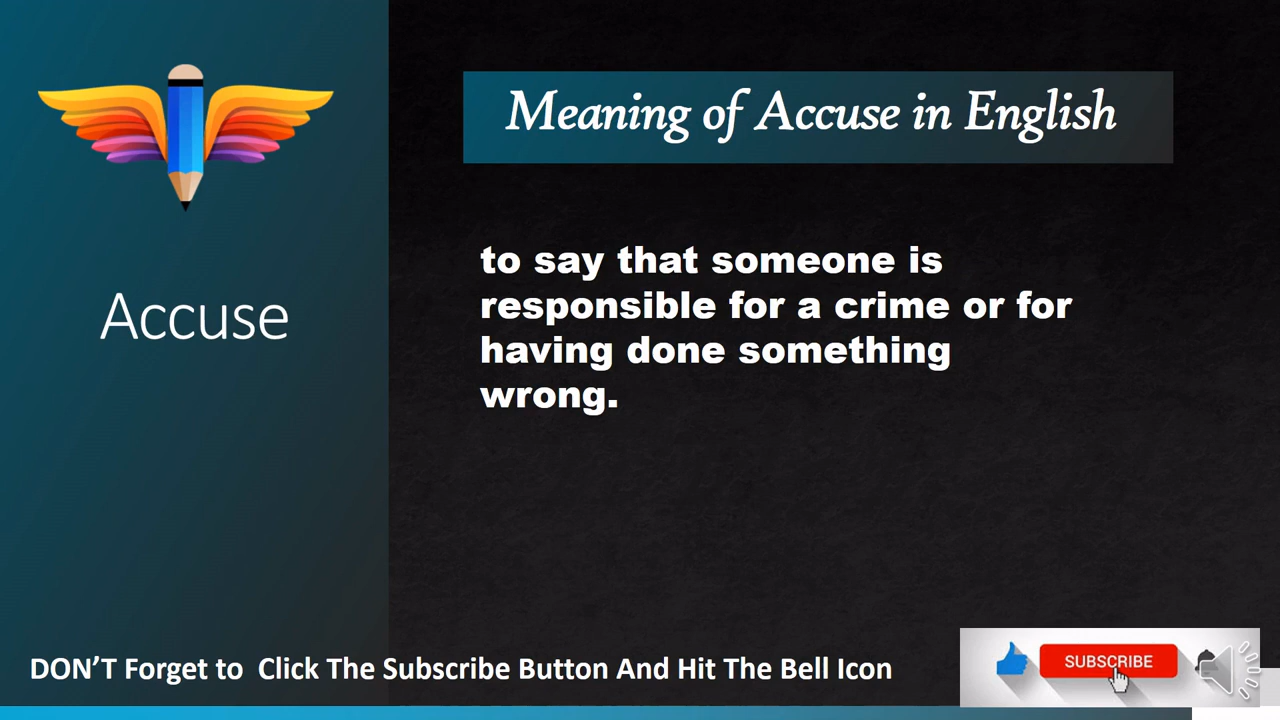 Meaning of Accuse in English
Accuse
to say that someone is
responsible for a crime or for
having done something
wrong.
DON’T Forget to  Click The Subscribe Button And Hit The Bell Icon
SUBSCRIBE